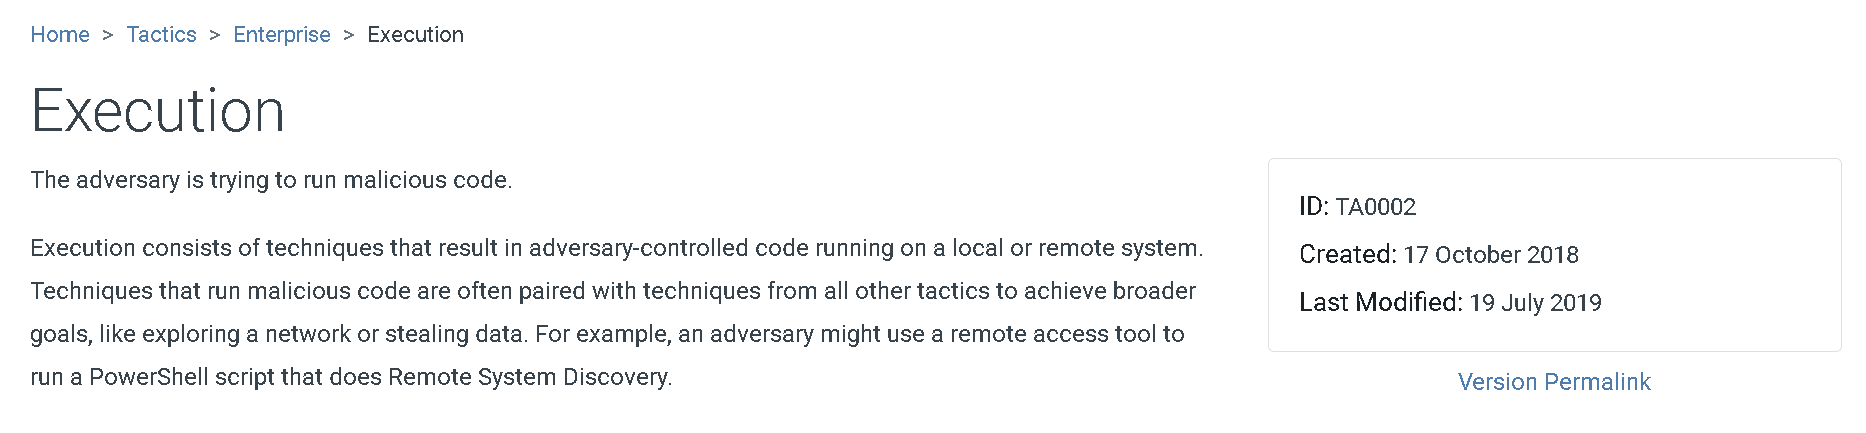 Home > Tactics > Enterprise > Execution
Execution
The adversary is trying to run malicious code.
Execution consists of techniques that result in adversary-controlled code running on a local or remote system.
Techniques that run malicious code are often paired with techniques from all other tactics to achieve broader
goals, like exploring a network or stealing data. For example, an adversary might use a remote access tool to
run a PowerShell script that does Remote System Discovery.
ID: TA0002
Created: 17 October 2018
Last Modified: 19 July 2019
Version Permalink